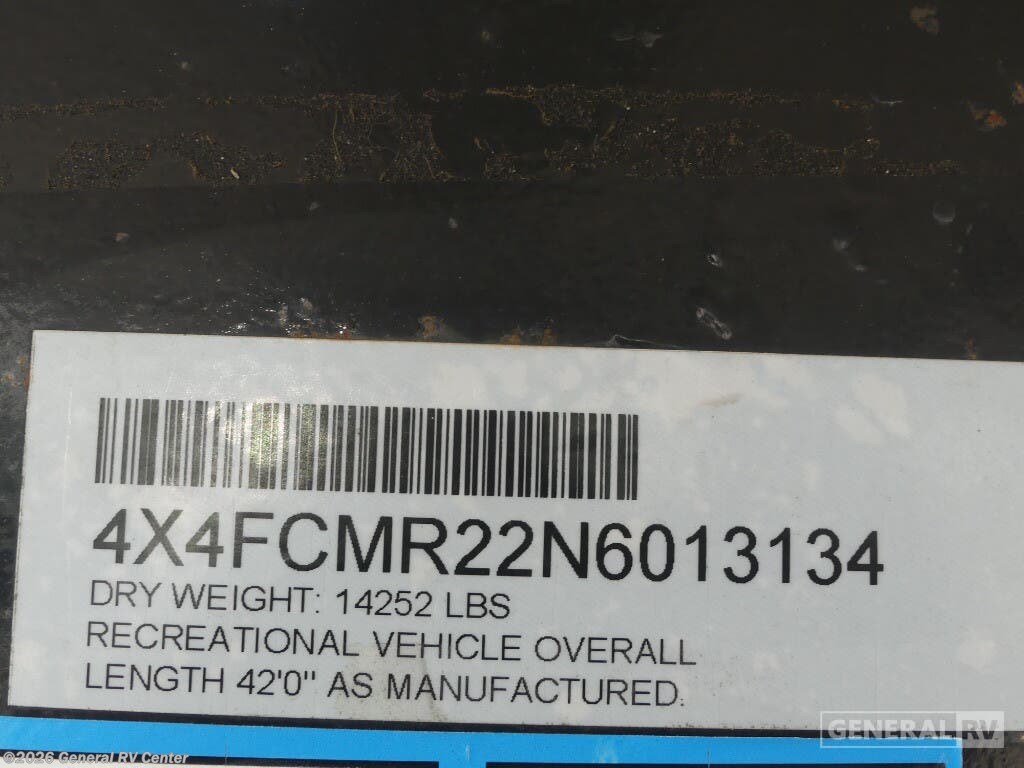 4X4FCMR22N6013134
DRY WEIGHT: 14252 LBS
RECREATIONAL VEHICLE OVERALL
LENGTH 42'0" AS MANUFACTURED.
GENERAL RV
©2026 General RV Center